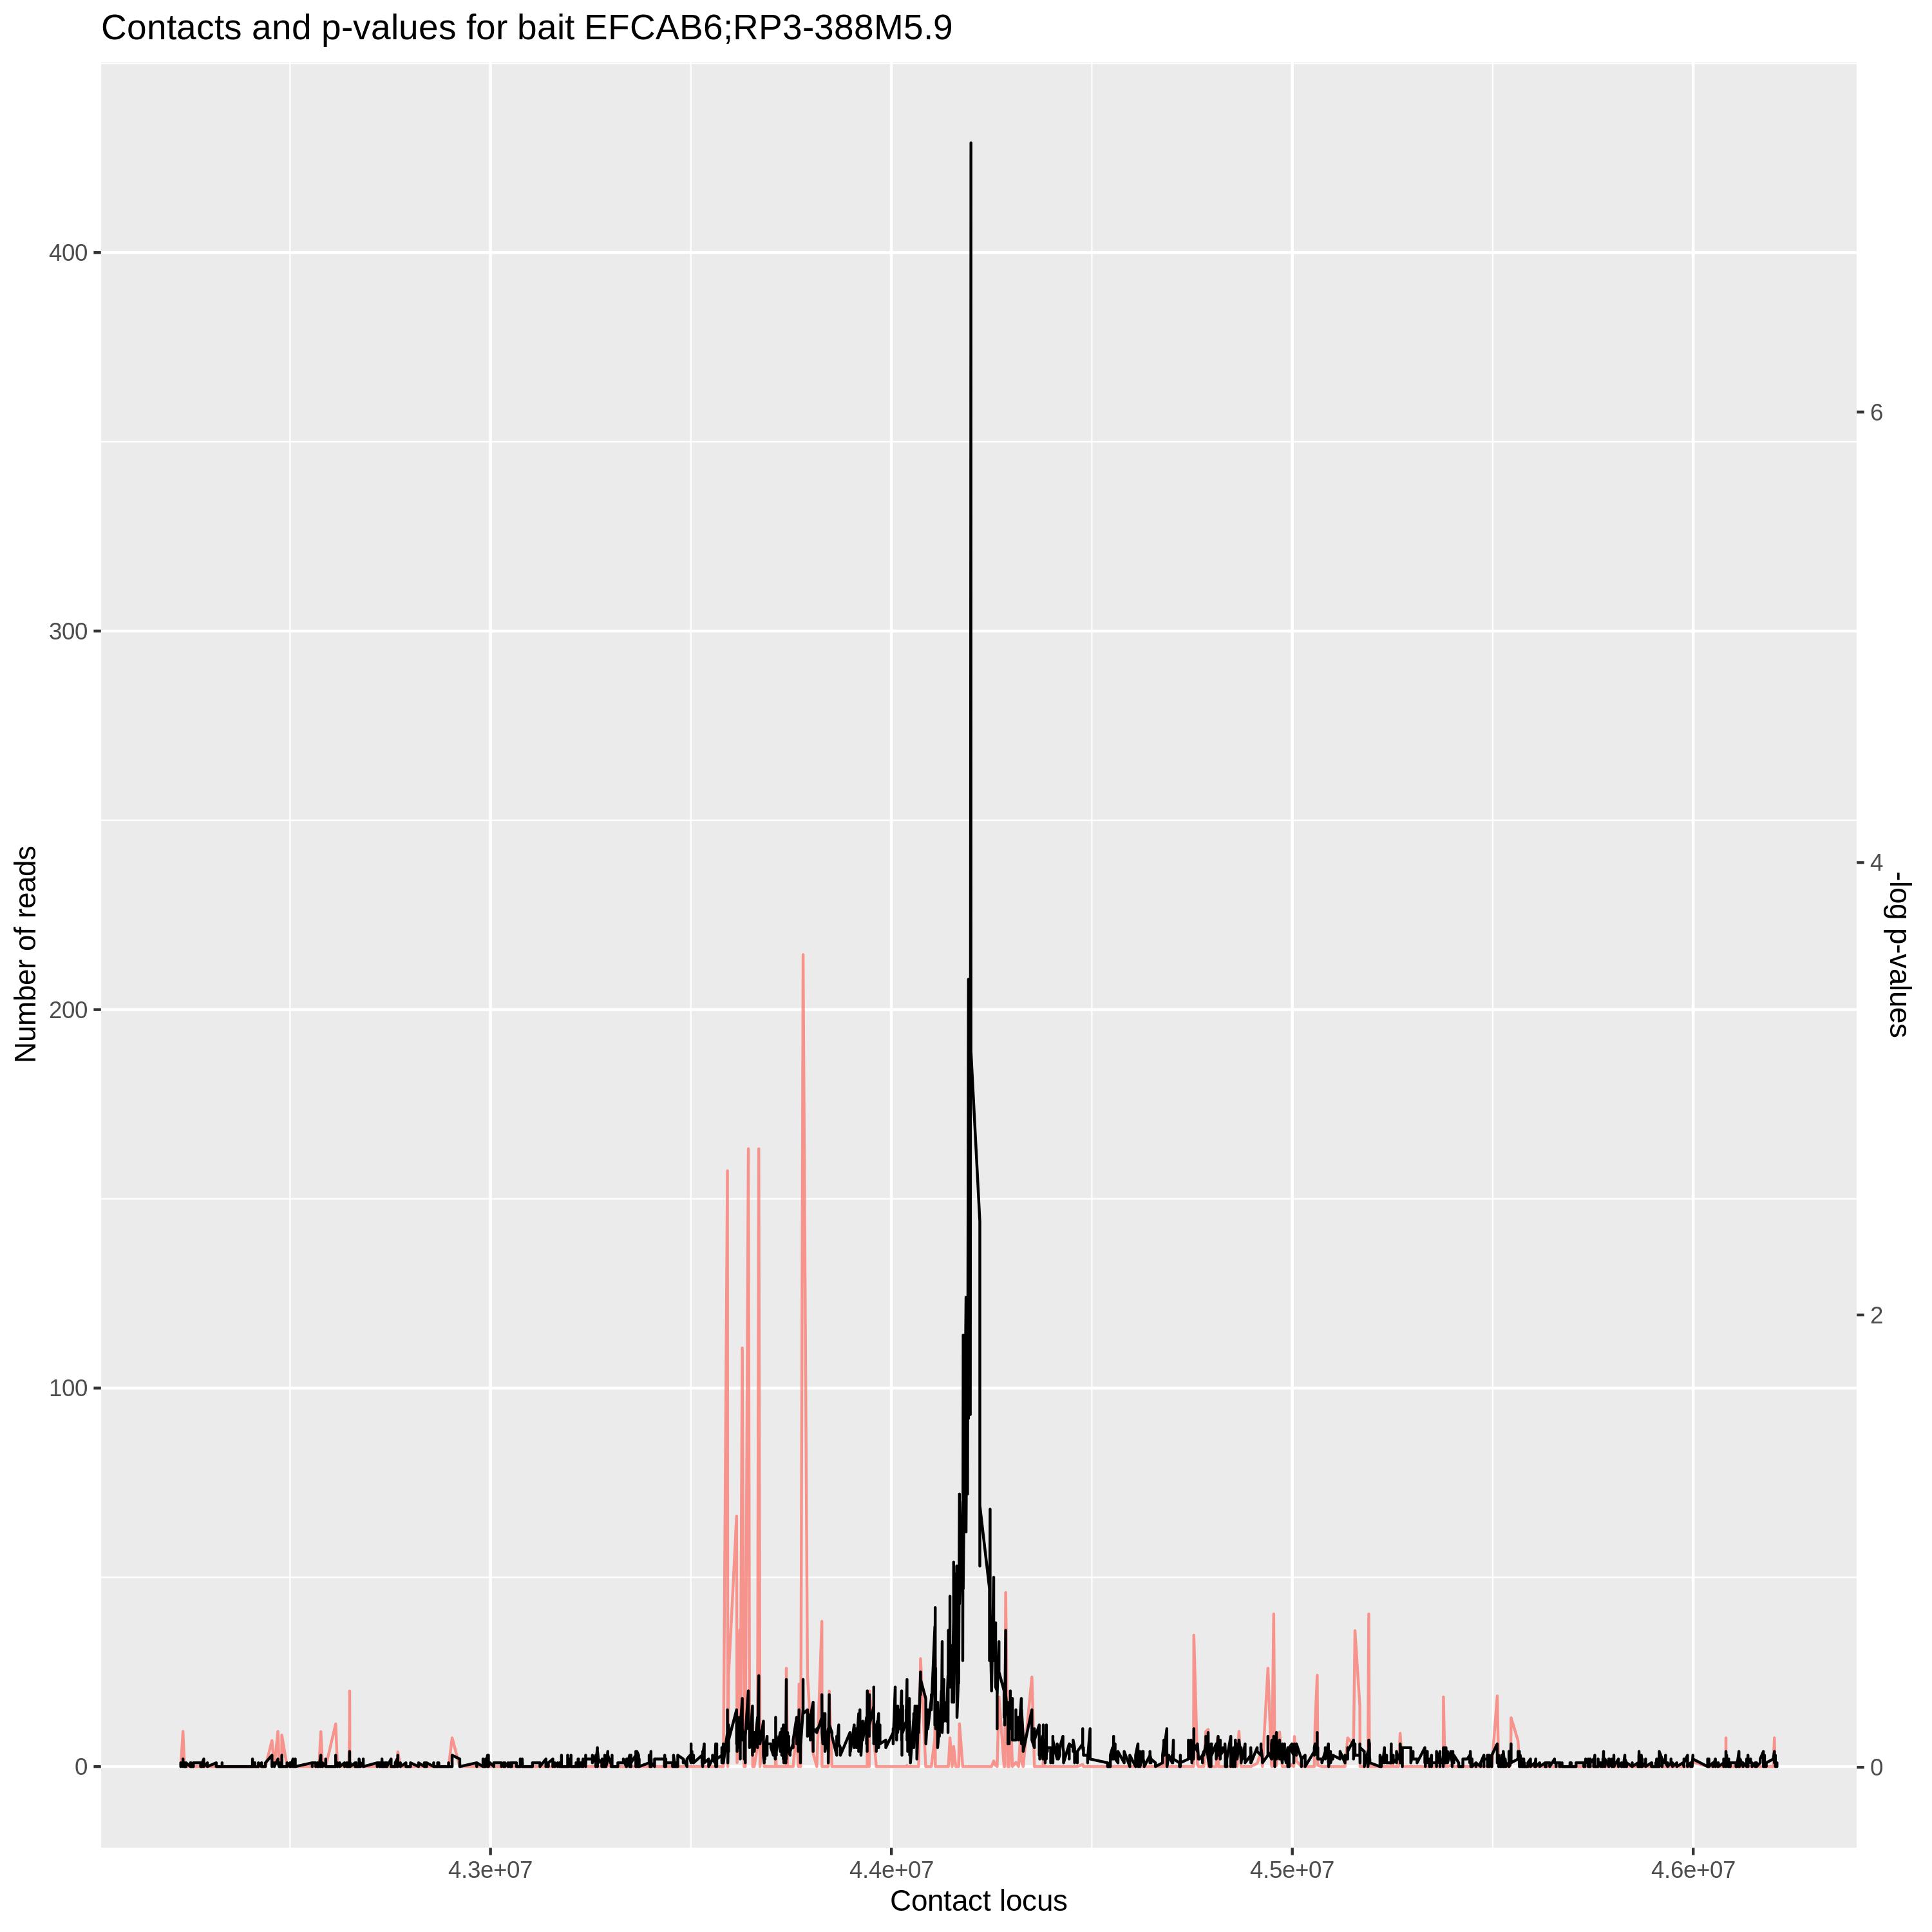 Contacts and p-values for bait EFCAB6;RP3-388M5.9
Number of reads
400
300
200
100
0
6
4
2
0
-log p-values
4.3e+07
4.4e+07
4.5e+07
4.6e+07
Contact locus